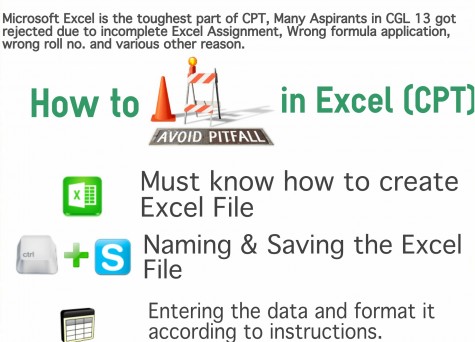 Microsoft Excel is the toughest part of CPT, Many Aspirants in CGL 13 got
rejected due to incomplete Excel Assignment, Wrong formula application,
wrong roll no. and various other reason.
How to in Excel (CPT)
AVOID PITFALL
Must know how to create
Excel File
ctrl + S Naming & Saving the Excel
File
Entering the data and format it
according to instructions.